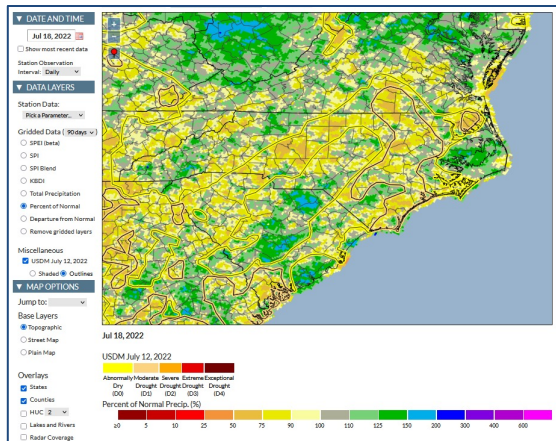 ▼ DATE AND TIME
Jul 18, 2022
Show most recent data
Station Observation
Interval: Daily
▼ DATA LAYERS
Station Data:
Pick a Parameter...
Gridded Data ( 90 days )
SPEI (beta)
SPI
SPI Blend
KBDI
Total Precipitation
Percent of Normal
Departure from Normal
Remove gridded layers
Miscellaneous
USDM July 12, 2022
Shaded Outlines
▼ MAP OPTIONS
Jump to:
Base Layers
Topographic
Street Map
Plain Map
Overlays
States
Counties
HUC 2
Lakes and Rivers
Radar Coverage
+
−
Jul 18, 2022
USDM July 12, 2022
Abnormally Moderate Severe Extreme Exceptional
Dry Drought Drought Drought Drought
(D0) (D1) (D2) (D3) (D4)
Percent of Normal Precip. (%)
≥0 5 10 25 50 75 90 100 110 125 150 200 300 400 600